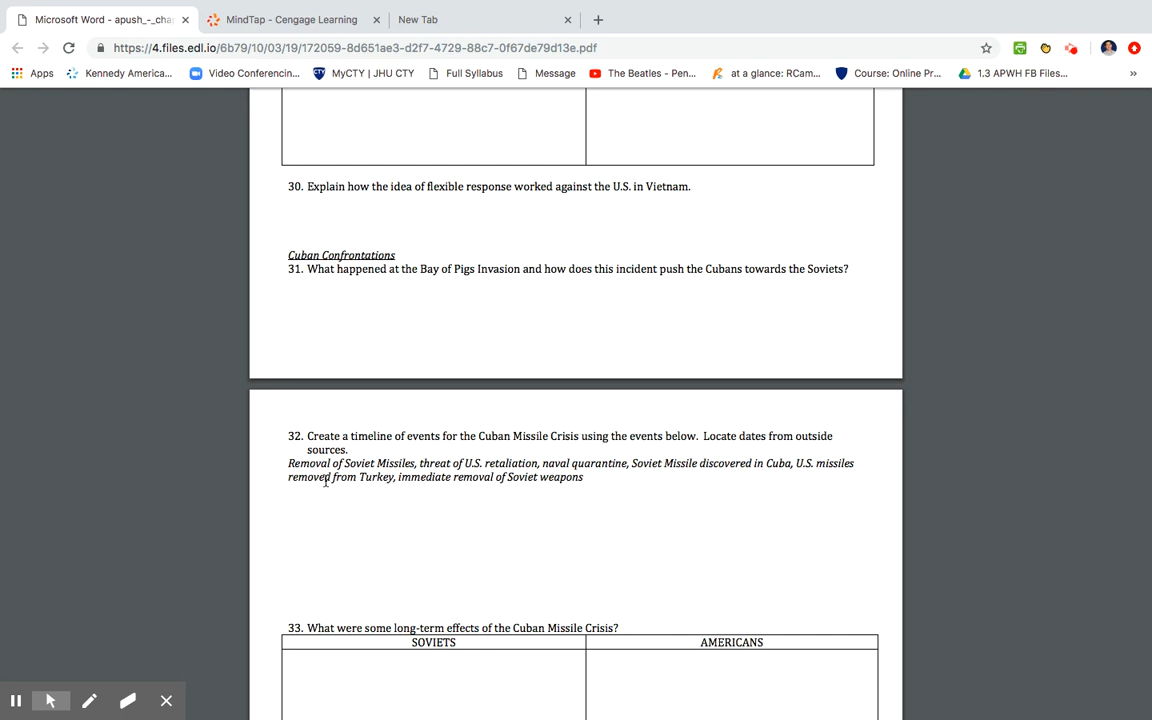 Microsoft Word - apush_-_cha
MindTap - Cengage Learning
New Tab
https://4.files.edl.io/6b79/10/03/19/172059-8d651ae3-d2f7-4729-88c7-0f67de79d13e.pdf
Apps
Kennedy America...
Video Conferencin...
MyCTY | JHU CTY
Full Syllabus
Message
The Beatles - Pen...
at a glance: RCam...
Course: Online Pr...
1.3 APWH FB Files...
»
30. Explain how the idea of flexible response worked against the U.S. in Vietnam.
Cuban Confrontations
31. What happened at the Bay of Pigs Invasion and how does this incident push the Cubans towards the Soviets?
32. Create a timeline of events for the Cuban Missile Crisis using the events below. Locate dates from outside
sources.
Removal of Soviet Missiles, threat of U.S. retaliation, naval quarantine, Soviet Missile discovered in Cuba, U.S. missiles
removed from Turkey, immediate removal of Soviet weapons
33. What were some long-term effects of the Cuban Missile Crisis?
SOVIETS
AMERICANS